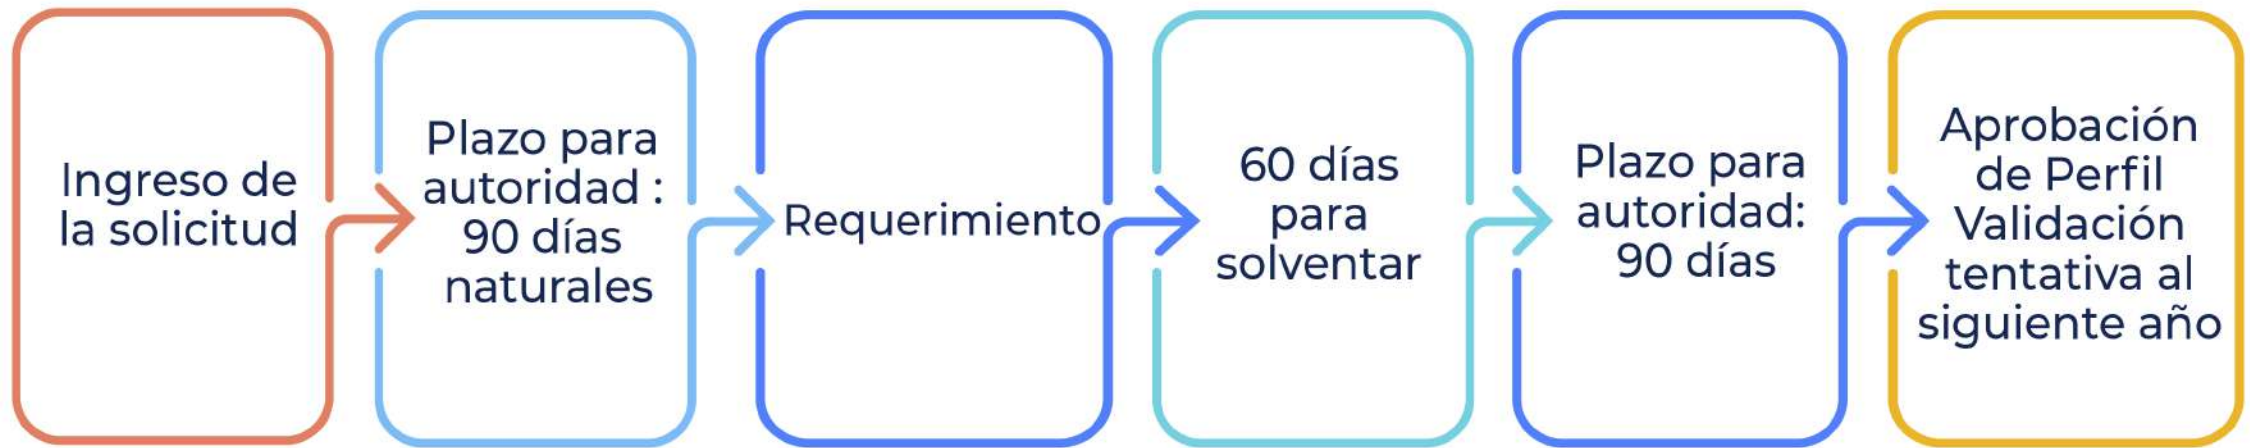 Ingreso de
la solicitud
Plazo para
autoridad :
90 días
naturales
Requerimiento
60 días
para
solventar
Plazo para
autoridad:
90 días
Aprobación
de Perfil
Validación
tentativa al
siguiente año